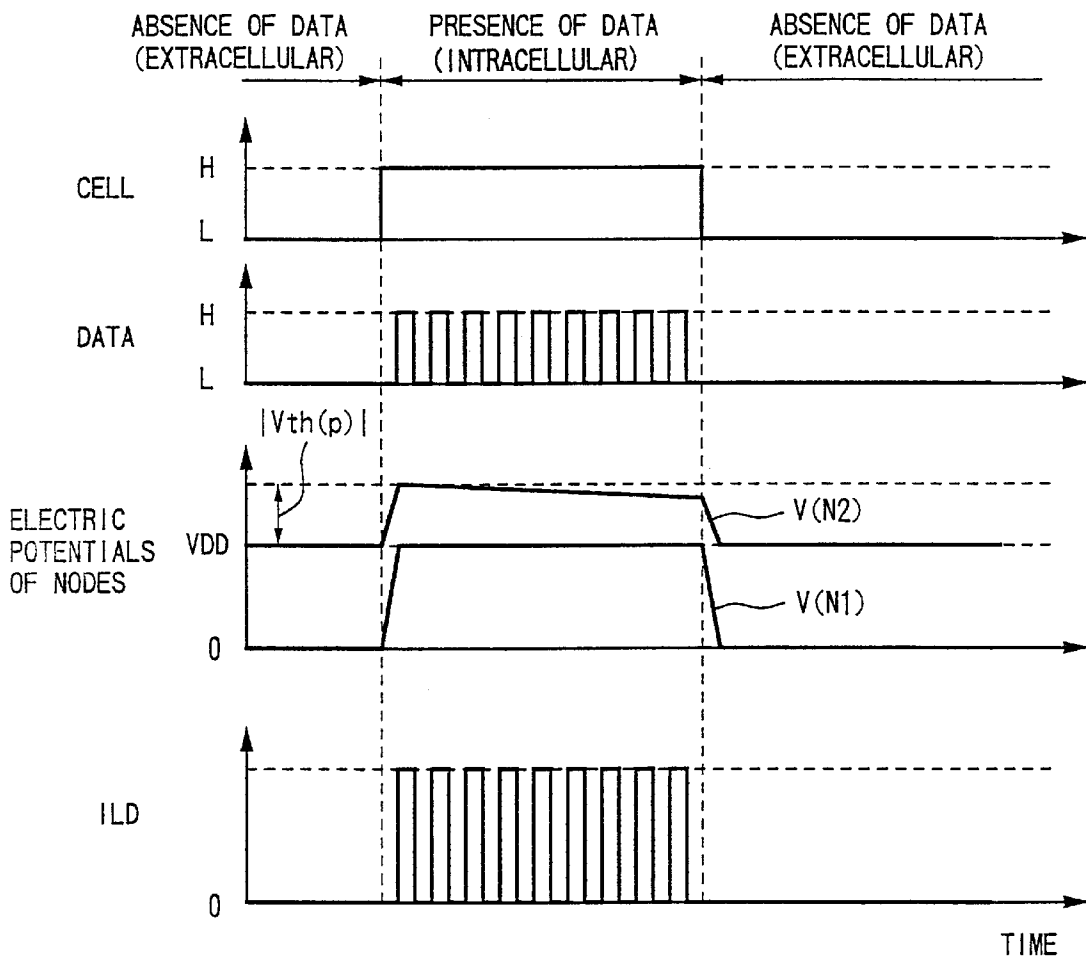 ABSENCE OF DATA
(EXTRACELLULAR)
PRESENCE OF DATA
(INTRACELLULAR)
ABSENCE OF DATA
(EXTRACELLULAR)
CELL
H
L
DATA
H
L
|Vth(p)|
ELECTRIC
POTENTIALS
OF NODES
VDD
0
V(N2)
V(N1)
ILD
0
TIME